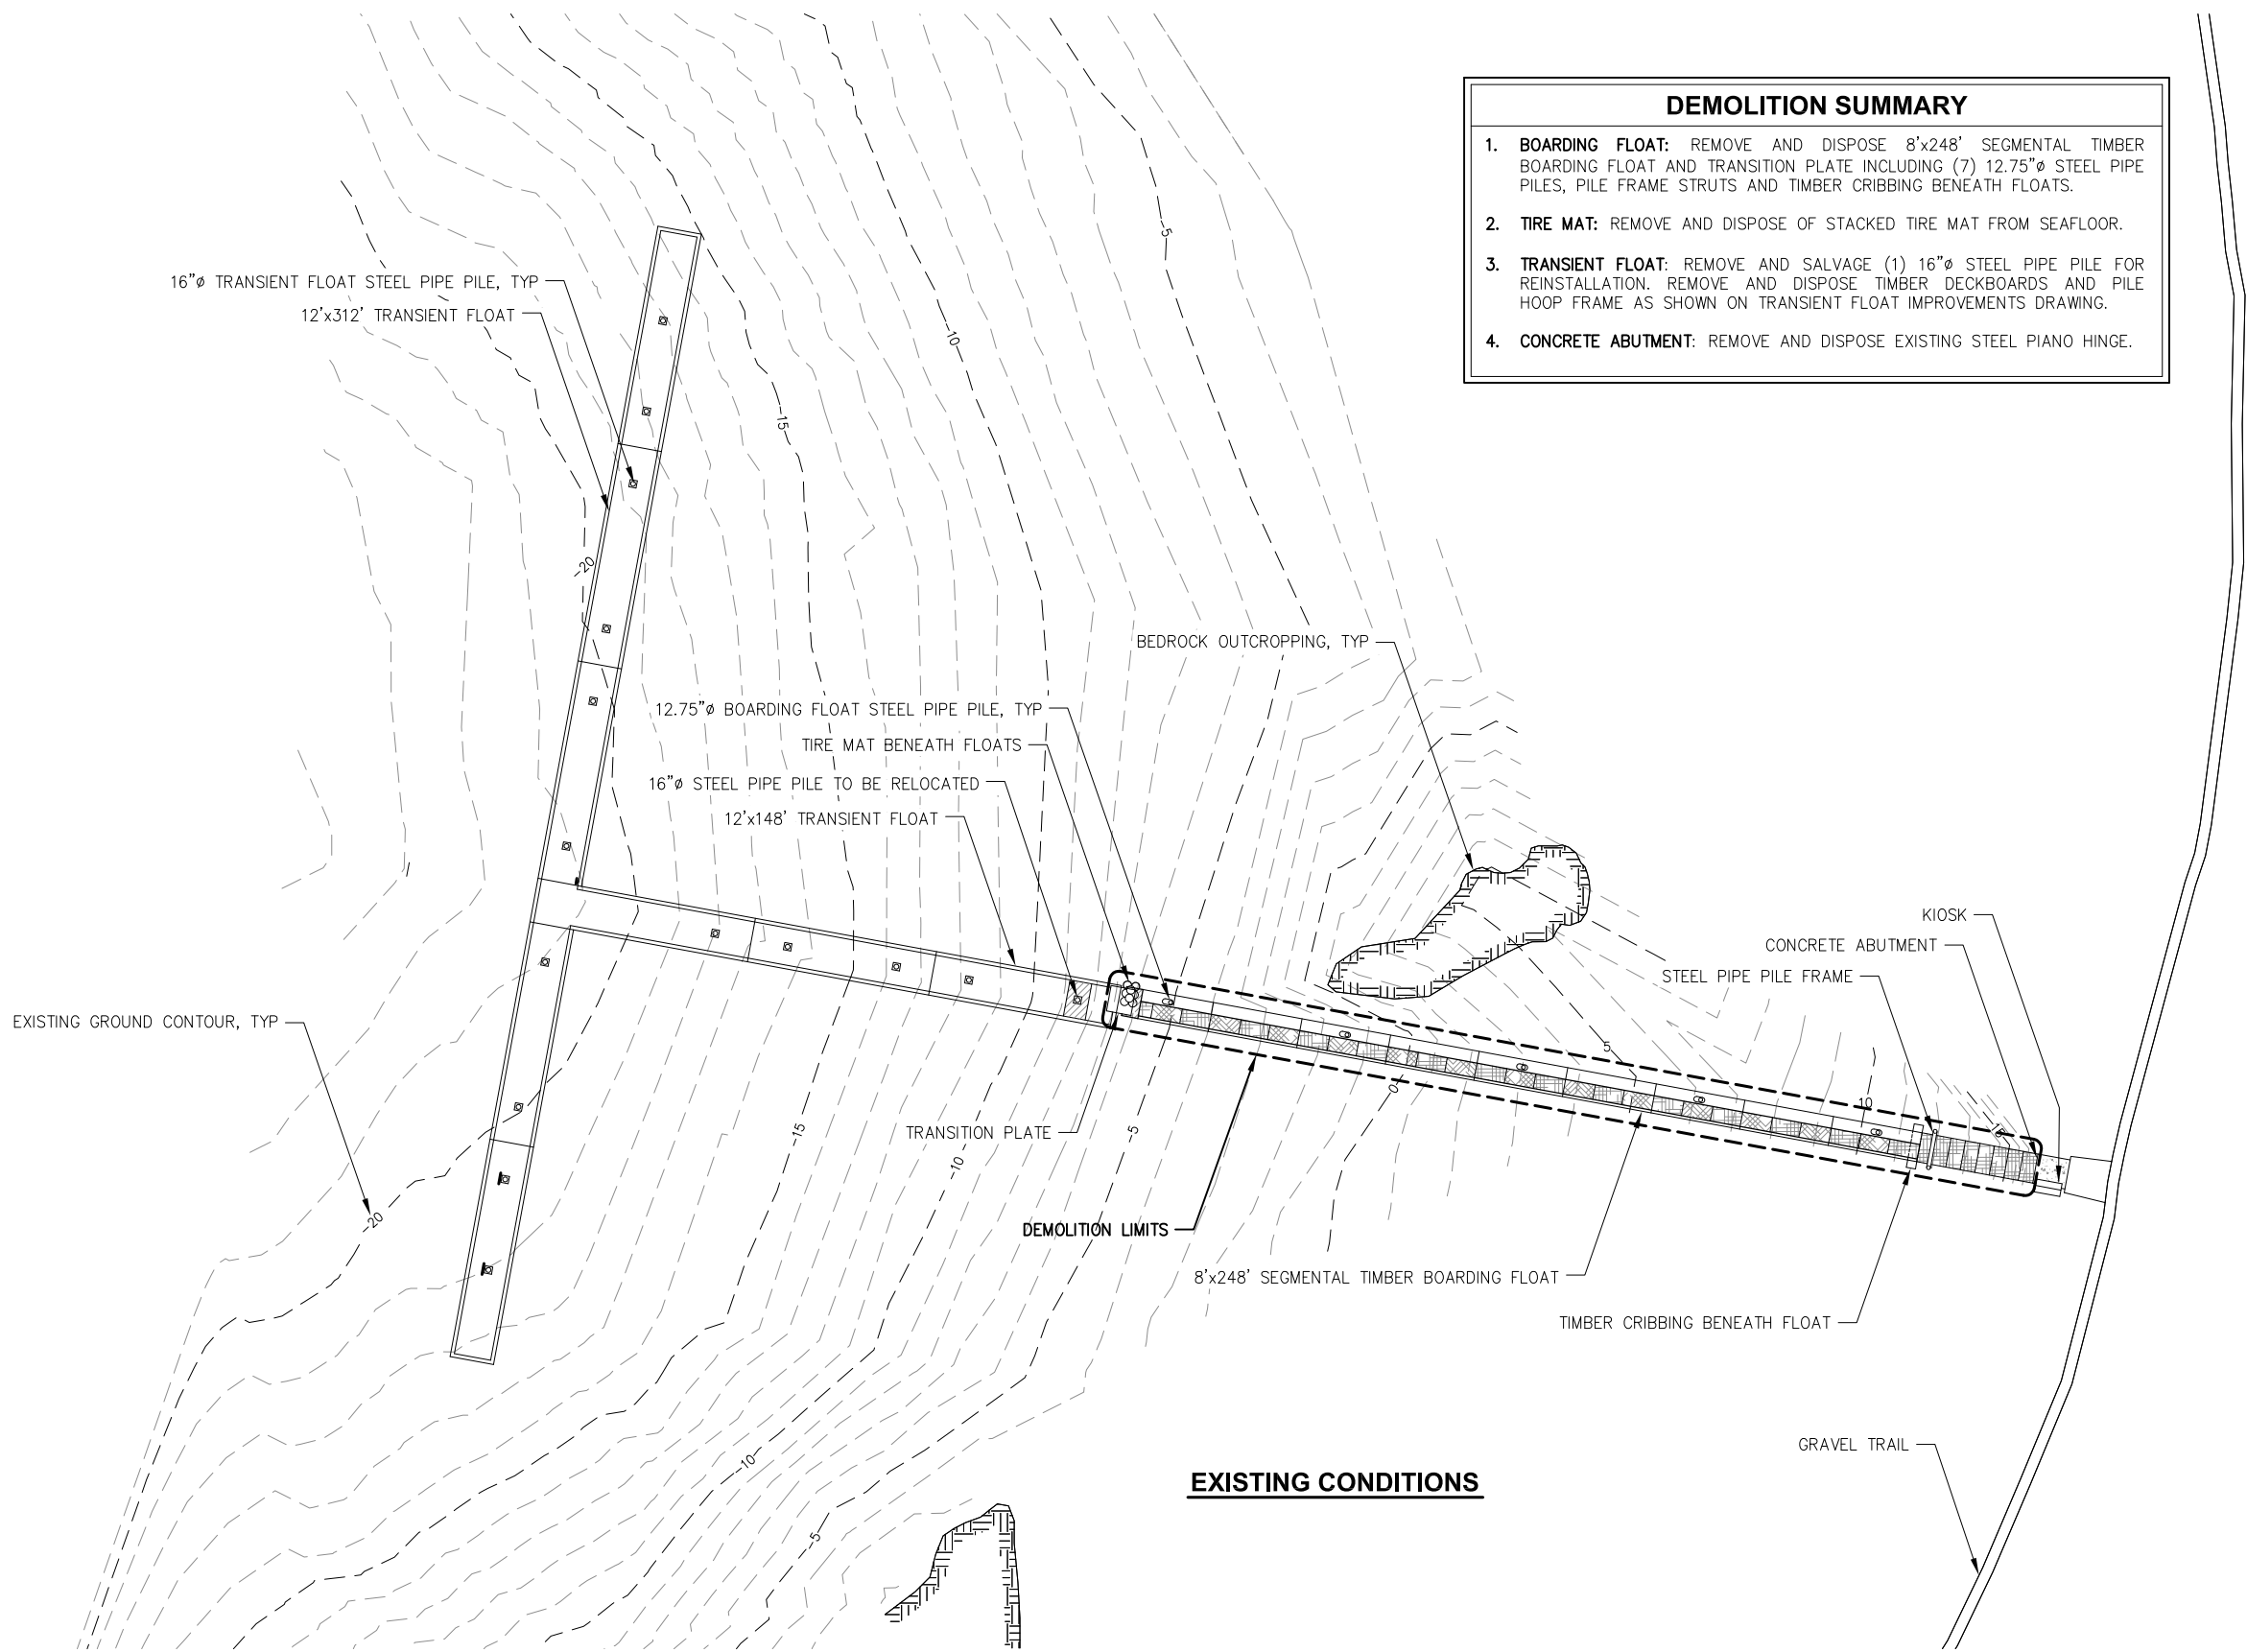 DEMOLITION SUMMARY
1. BOARDING FLOAT: REMOVE AND DISPOSE 8'x248' SEGMENTAL TIMBER
BOARDING FLOAT AND TRANSITION PLATE INCLUDING (7) 12.75"ø STEEL PIPE
PILES, PILE FRAME STRUTS AND TIMBER CRIBBING BENEATH FLOATS.
2. TIRE MAT: REMOVE AND DISPOSE OF STACKED TIRE MAT FROM SEAFLOOR.
3. TRANSIENT FLOAT: REMOVE AND SALVAGE (1) 16"ø STEEL PIPE PILE FOR
REINSTALLATION. REMOVE AND DISPOSE TIMBER DECKBOARDS AND PILE
HOOP FRAME AS SHOWN ON TRANSIENT FLOAT IMPROVEMENTS DRAWING.
4. CONCRETE ABUTMENT: REMOVE AND DISPOSE EXISTING STEEL PIANO HINGE.
-5
16"ø TRANSIENT FLOAT STEEL PIPE PILE, TYP
12'x312' TRANSIENT FLOAT
-10
-15
-20
BEDROCK OUTCROPPING, TYP
12.75"ø BOARDING FLOAT STEEL PIPE PILE, TYP
TIRE MAT BENEATH FLOATS
16"ø STEEL PIPE PILE TO BE RELOCATED
12'x148' TRANSIENT FLOAT
KIOSK
CONCRETE ABUTMENT
STEEL PIPE PILE FRAME
EXISTING GROUND CONTOUR, TYP
5
0
10
TRANSITION PLATE
-15
-5
-10
-20
DEMOLITION LIMITS
8'x248' SEGMENTAL TIMBER BOARDING FLOAT
TIMBER CRIBBING BENEATH FLOAT
GRAVEL TRAIL
-10
EXISTING CONDITIONS
-5